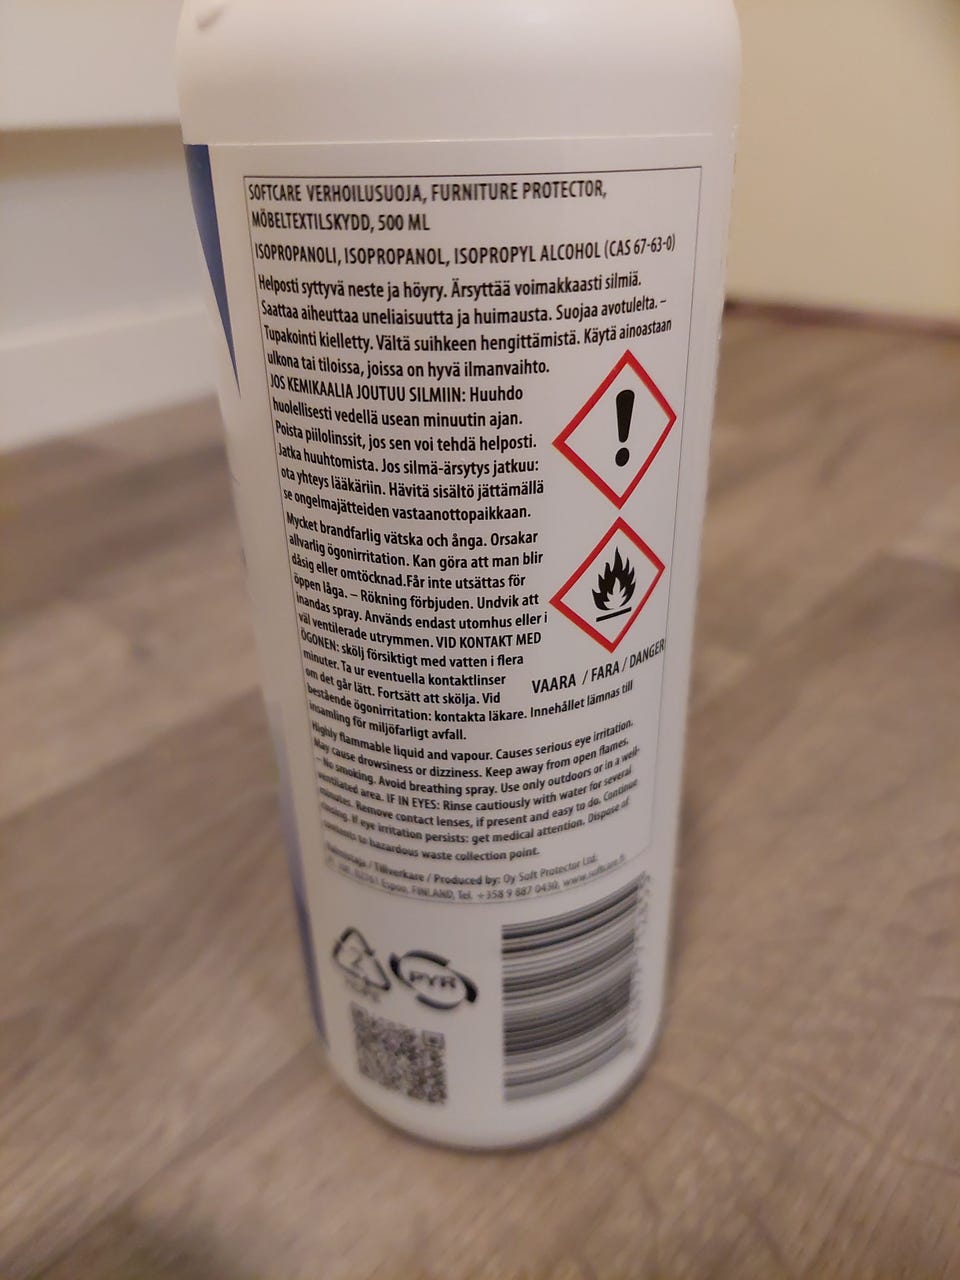 SOFTCARE VERHOILUSUOJA, FURNITURE PROTECTOR,
MÖBELTEXTILSKYDD, 500 ML
ISOPROPANOLI, ISOPROPANOL, ISOPROPYL ALCOHOL (CAS 67-63-0)
Helposti syttyvä neste ja höyry. Ärsyttää voimakkaasti silmiä.
Saattaa aiheuttaa uneliaisuutta ja huimausta. Suojaa avotulelta. –
Tupakointi kielletty. Vältä suihkeen hengittämistä. Käytä ainoastaan
ulkona tai tiloissa, joissa on hyvä ilmanvaihto.
JOS KEMIKAALIA JOUTUU SILMIIN: Huuhdo
huolellisesti vedellä usean minuutin ajan.
Poista piilolinssit, jos sen voi tehdä helposti.
Jatka huuhtomista. Jos silmä-ärsytys jatkuu:
ota yhteys lääkäriin. Hävitä sisältö jättämällä
se ongelmajätteiden vastaanottopaikkaan.
Mycket brandfarlig vätska och ånga. Orsakar
allvarlig ögonirritation. Kan göra att man blir
dåsig eller omtöcknad.Får inte utsättas för
öppen låga. – Rökning förbjuden. Undvik att
inandas spray. Används endast utomhus eller i
väl ventilerade utrymmen. VID KONTAKT MED
ÖGONEN: skölj försiktigt med vatten i flera
minuter. Ta ur eventuella kontaktlinser
om det går lätt. Fortsätt att skölja. Vid
bestående ögonirritation: kontakta läkare. Innehållet lämnas till
insamling för miljöfarligt avfall.
VAARA / FARA / DANGER
Highly flammable liquid and vapour. Causes serious eye irritation.
May cause drowsiness or dizziness. Keep away from open flames.
– No smoking. Avoid breathing spray. Use only outdoors or in a well-
ventilated area. IF IN EYES: Rinse cautiously with water for several
minutes. Remove contact lenses, if present and easy to do. Continue
rinsing. If eye irritation persists: get medical attention. Dispose of
contents to hazardous waste collection point.
Valmistaja / Tillverkare / Produced by: Oy Soft Protector Ltd.
Espoo, FINLAND, Tel. +358 9 887 0430, www.softcare.fi
2
PYR